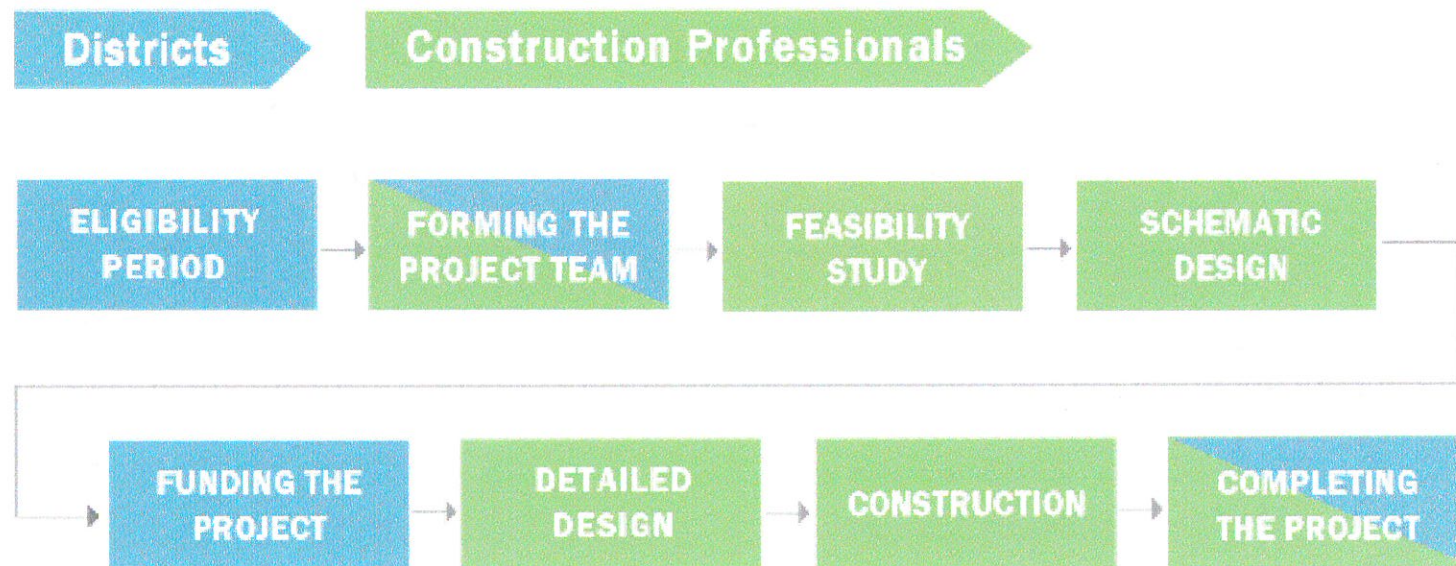 Districts
Construction Professionals
ELIGIBILITY
PERIOD
FORMING THE
PROJECT TEAM
FEASIBILITY
STUDY
SCHEMATIC
DESIGN
FUNDING THE
PROJECT
DETAILED
DESIGN
CONSTRUCTION
COMPLETING
THE PROJECT